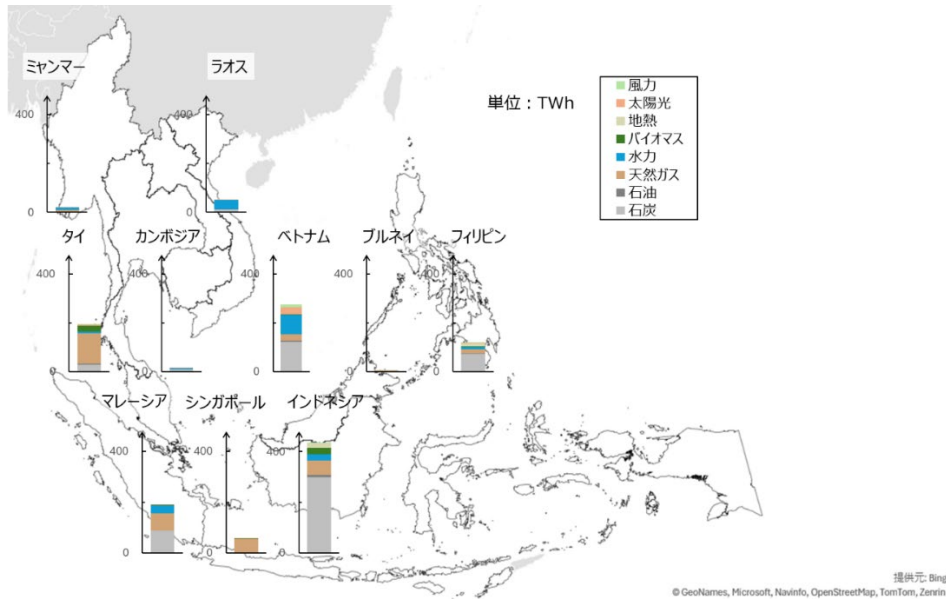 ミャンマー
ラオス
単位：TWh
風力
太陽光
地熱
バイオマス
水力
天然ガス
石油
石炭
400
400
0
0
タイ
カンボジア
ベトナム
ブルネイ
フィリピン
400
400
400
400
400
0
0
0
0
0
マレーシア
シンガポール
インドネシア
400
400
400
0
0
0
提供元: Bing
© GeoNames, Microsoft, Navinfo, OpenStreetMap, TomTom, Zenrin